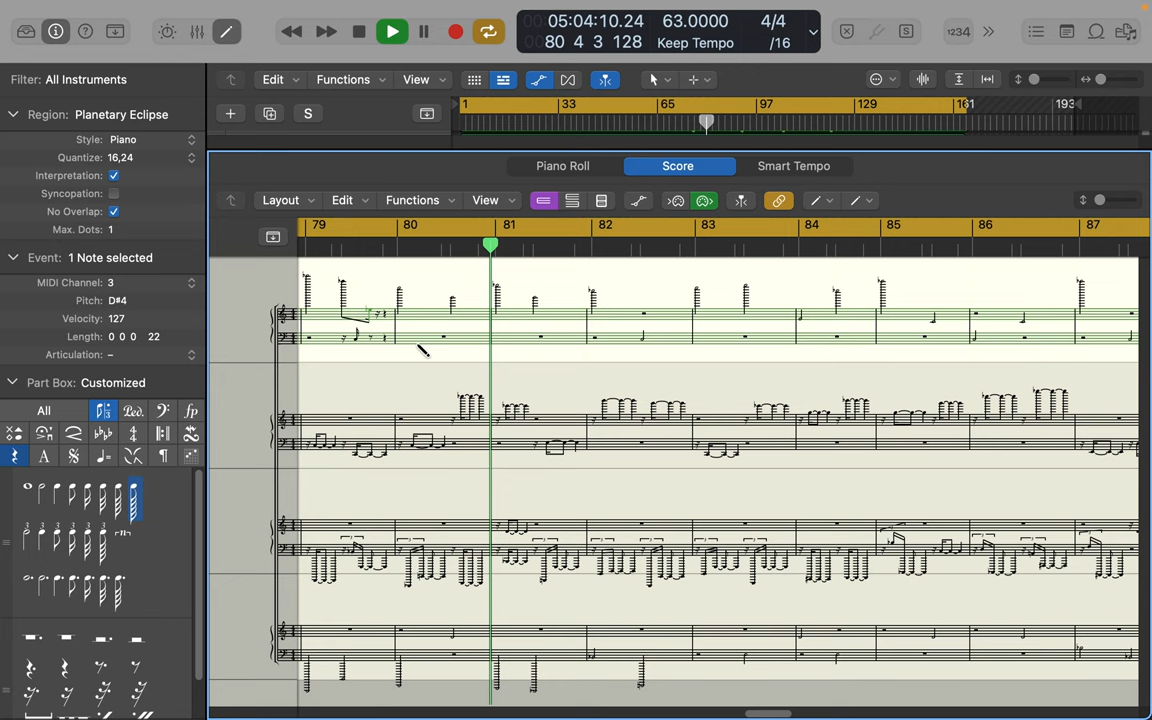 05:04:10.24 63.0000 4/4
80 4 3 128 Keep Tempo /16
1234
Filter: All Instruments
Edit Functions View
Region: Planetary Eclipse
S
1 33 65 97 129 161 193
Style: Piano
Quantize: 16,24
Interpretation:
Syncopation:
No Overlap:
Max. Dots: 1
Piano Roll Score Smart Tempo
Layout Edit Functions View
79 80 81 82 83 84 85 86 87
Event: 1 Note selected
MIDI Channel: 3
Pitch: D#4
Velocity: 127
Length: 0 0 0 22
Articulation: –
Part Box: Customized
All